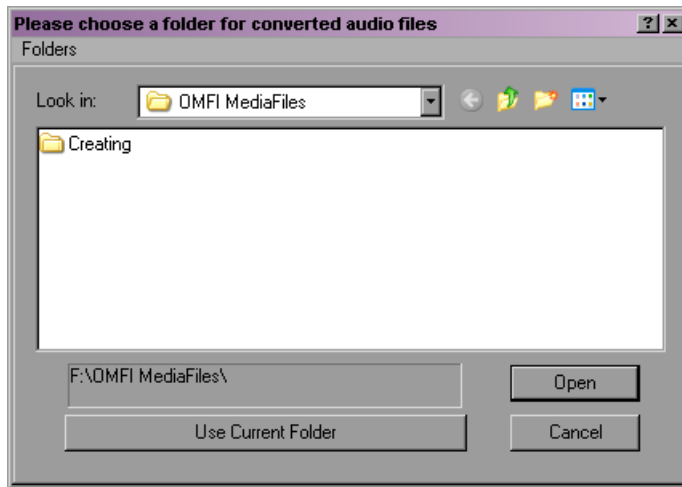 Please choose a folder for converted audio files
Folders
Look in:
OMFI MediaFiles
Creating
F:\OMFI MediaFiles\
Open
Use Current Folder
Cancel